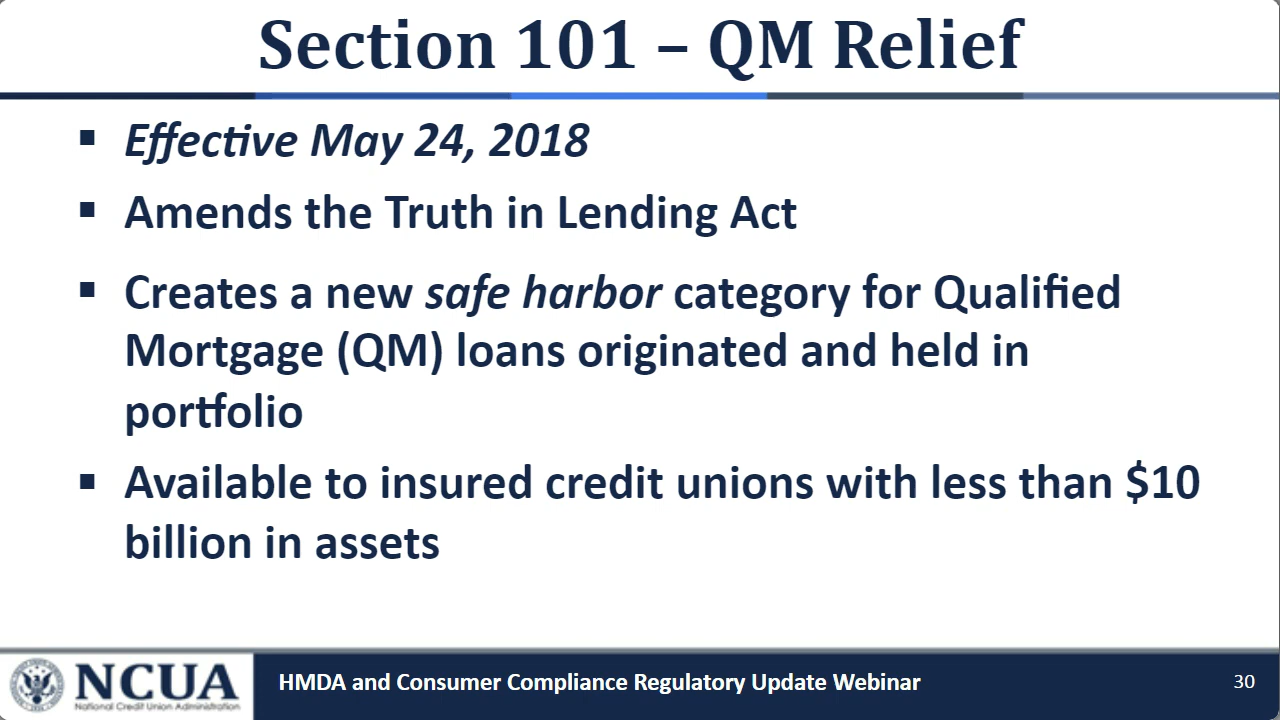 Section 101 – QM Relief
▪ Effective May 24, 2018
▪ Amends the Truth in Lending Act
▪ Creates a new safe harbor category for Qualified
Mortgage (QM) loans originated and held in
portfolio
▪ Available to insured credit unions with less than $10
billion in assets
NCUA
National Credit Union Administration
HMDA and Consumer Compliance Regulatory Update Webinar
30